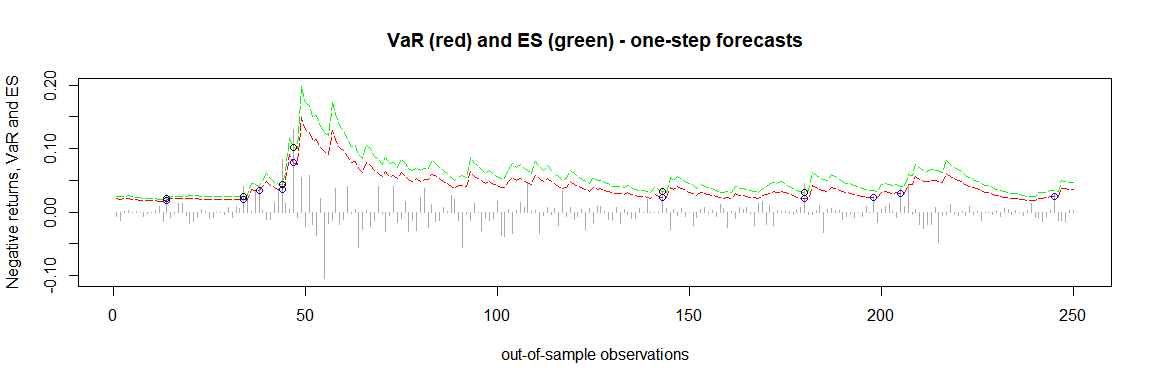 VaR (red) and ES (green) - one-step forecasts
Negative returns, VaR and ES
0.20
0.10
0.00
-0.10
0 50 100 150 200 250
out-of-sample observations